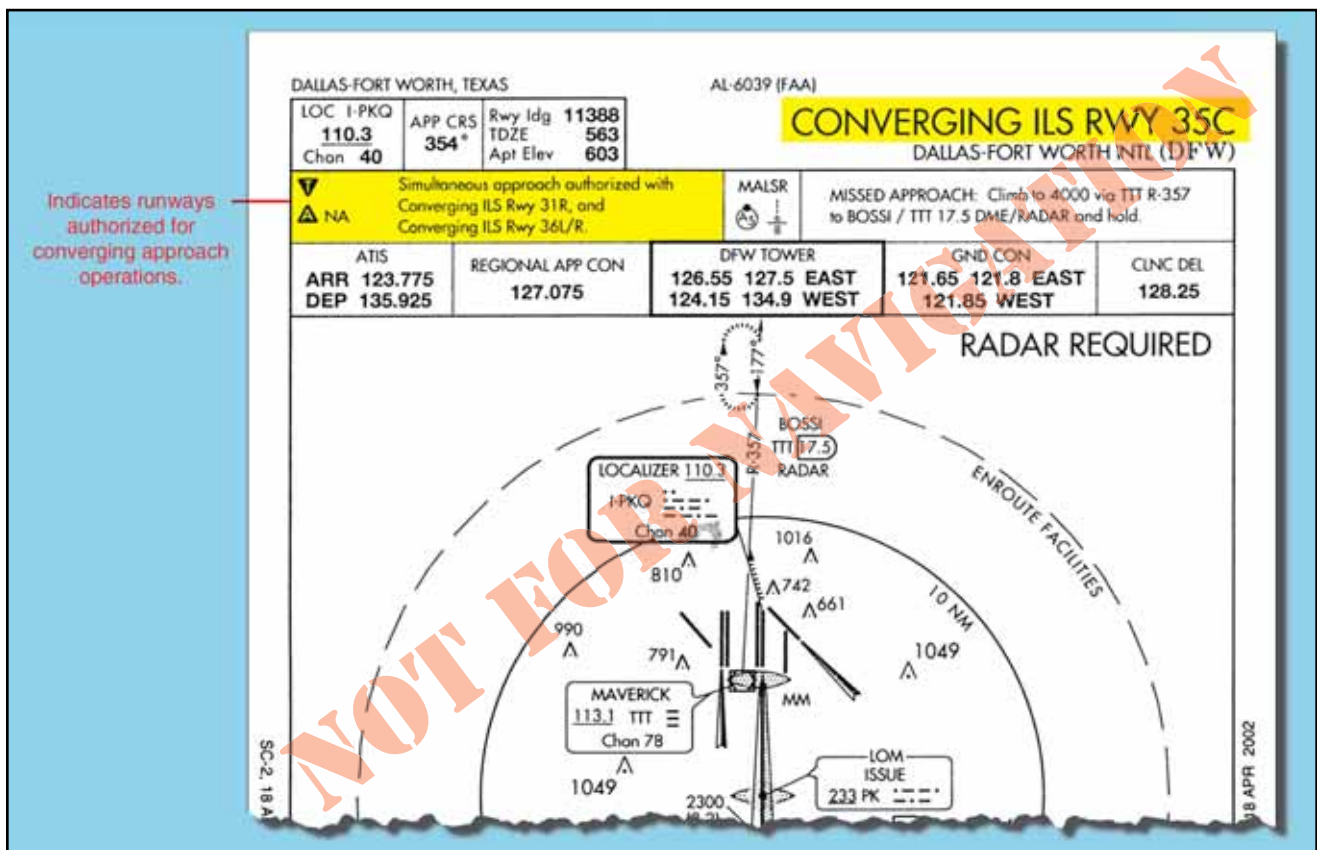 DALLAS-FORT WORTH, TEXAS
AL-6039 (FAA)
CONVERGING ILS RWY 35C
DALLAS-FORT WORTH INTL (DFW)
LOC I-PKQ
110.3
Chan 40
APP CRS
354°
Rwy ldg 11388
TDZE 563
Apt Elev 603
Indicates runways
authorized for
converging approach
operations.
T
A NA
Simultaneous approach authorized with
Converging ILS Rwy 31R, and
Converging ILS Rwy 36L/R.
MALSR
A5
MISSED APPROACH: Climb to 4000 via TTT R-357
to BOSSI / TTT 17.5 DME/RADAR and hold.
ATIS
ARR 123.775
DEP 135.925
REGIONAL APP CON
127.075
DFW TOWER
126.55 127.5 EAST
124.15 134.9 WEST
GND CON
121.65 121.8 EAST
121.85 WEST
CLNC DEL
128.25
RADAR REQUIRED
357°
177°
BOSSI
TTT 17.5
RADAR
R-357
LOCALIZER 110.3
I-PKQ
Chan 40
ENROUTE FACILITIES
10 NM
1016
810
742
661
990
791
1049
MM
MAVERICK
113.1 TTT
Chan 78
1049
LOM
ISSUE
233 PK
2300
SC-2, 18 A
18 APR 2002
NOT FOR NAVIGATION